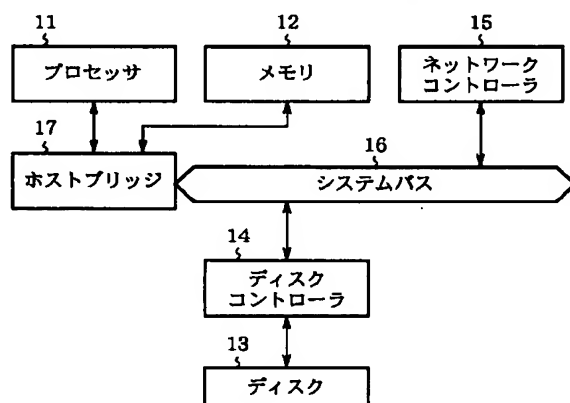 11
プロセッサ
12
メモリ
15
ネットワーク
コントローラ
17
ホストブリッジ
16
システムバス
14
ディスク
コントローラ
13
ディスク